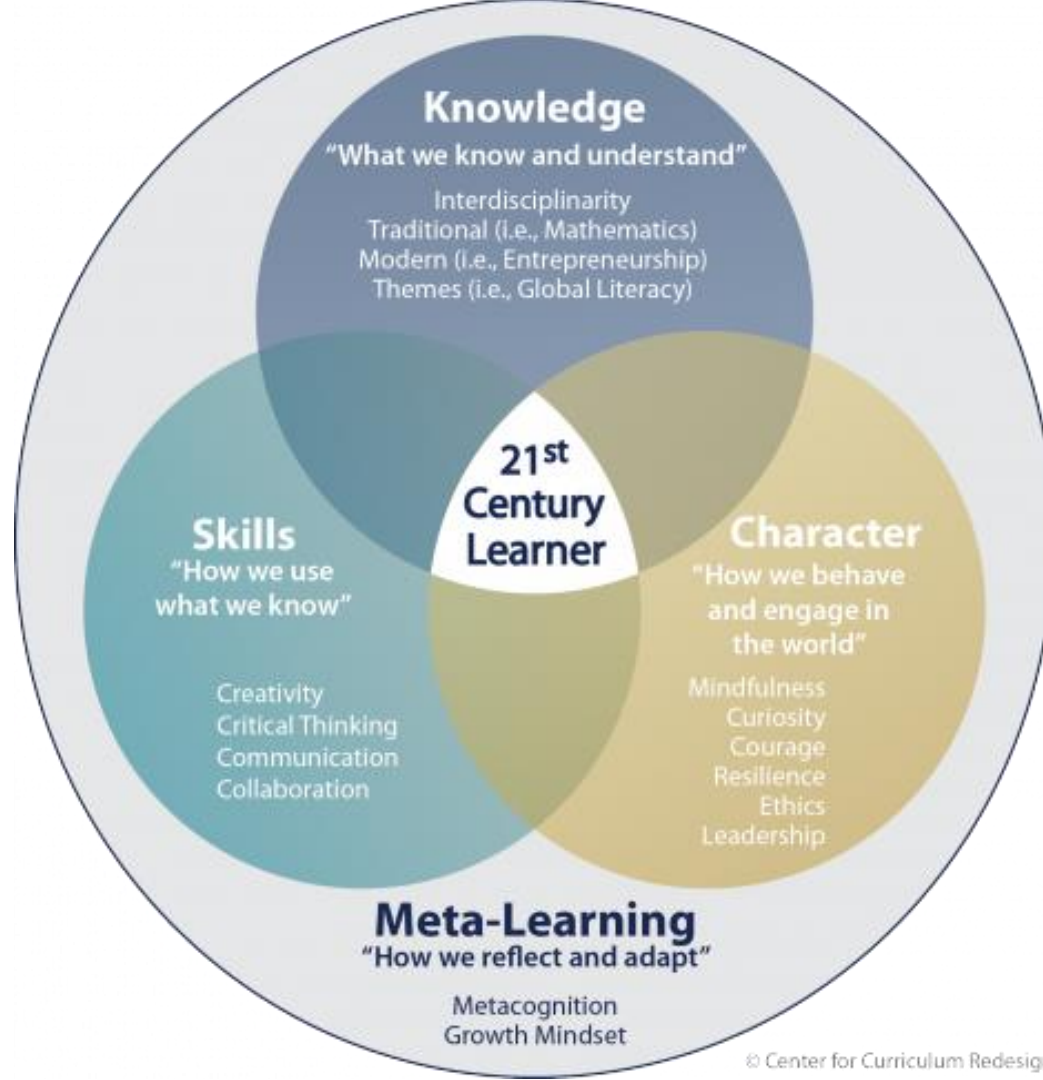 Knowledge
“What we know and understand”
Interdisciplinarity
Traditional (i.e., Mathematics)
Modern (i.e., Entrepreneurship)
Themes (i.e., Global Literacy)
21st
Century
Learner
Skills
“How we use
what we know”
Creativity
Critical Thinking
Communication
Collaboration
Character
“How we behave
and engage in
the world”
Mindfulness
Curiosity
Courage
Resilience
Ethics
Leadership
Meta-Learning
“How we reflect and adapt”
Metacognition
Growth Mindset
© Center for Curriculum Redesig